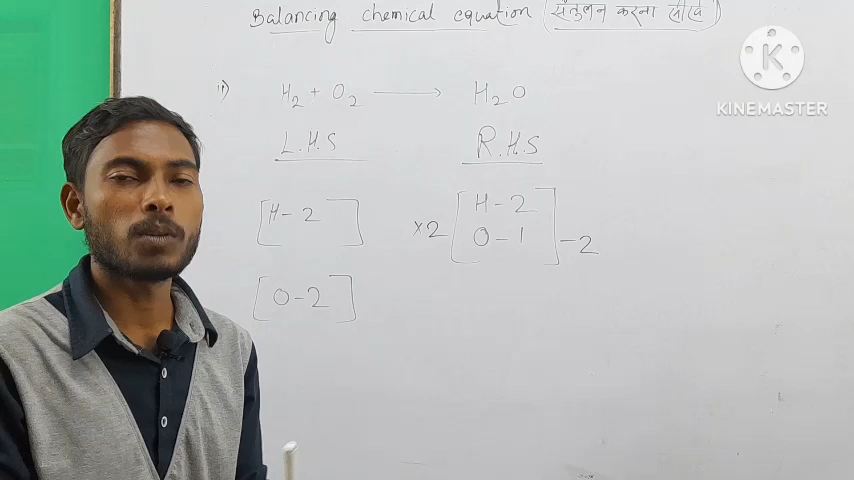 Balancing chemical equation (संतुलन करना सीखें)
K
KINEMASTER
ii) H₂ + O₂ ⟶ H₂O
L.H.S R.H.S
[H-2] ×2 [H-2
O-1] -2
[O-2]